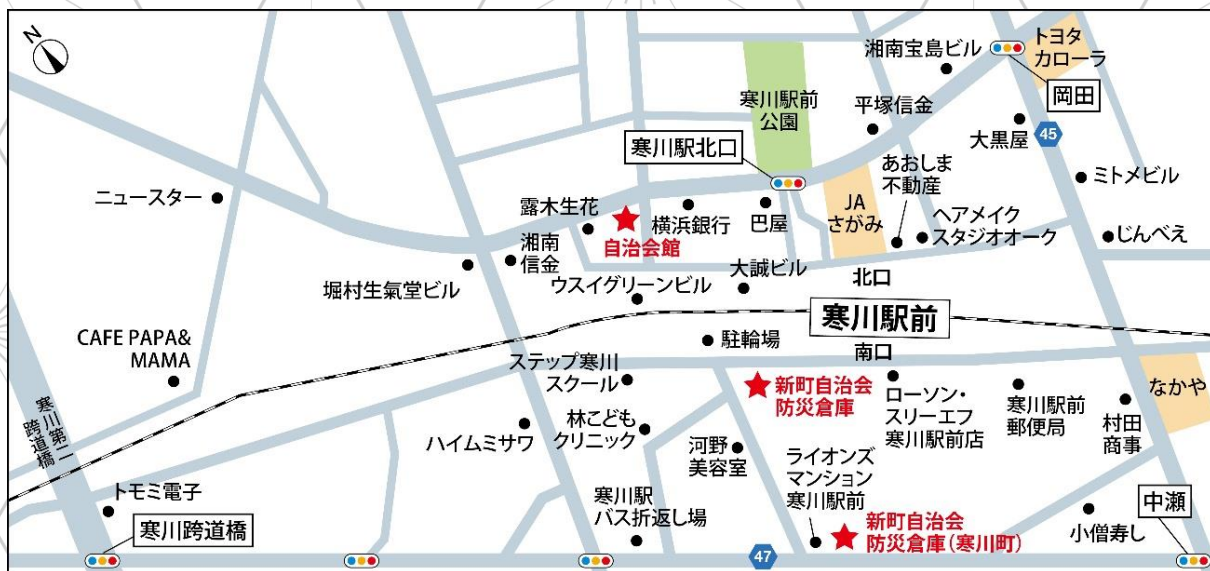 N
湘南宝島ビル
トヨタ
カローラ
岡田
寒川駅前
公園
平塚信金
大黒屋
45
寒川駅北口
あおしま
不動産
ミトメビル
ニュースター
露木生花
自治会館
横浜銀行
巴屋
JA
さがみ
ヘアメイク
スタジオオーク
じんべえ
湘南
信金
堀村生氣堂ビル
ウスイグリーンビル
大誠ビル
北口
寒川駅前
CAFE PAPA&
MAMA
駐輪場
南口
ステップ寒川
スクール
新町自治会
防災倉庫
ローソン・
スリーエフ
寒川駅前店
寒川駅前
郵便局
村田
商事
なかや
寒川第二
跨道橋
ハイムミサワ
林こども
クリニック
河野
美容室
ライオンズ
マンション
寒川駅前
トモミ電子
寒川跨道橋
寒川駅
バス折返し場
新町自治会
防災倉庫(寒川町)
小僧寿し
中瀬
47